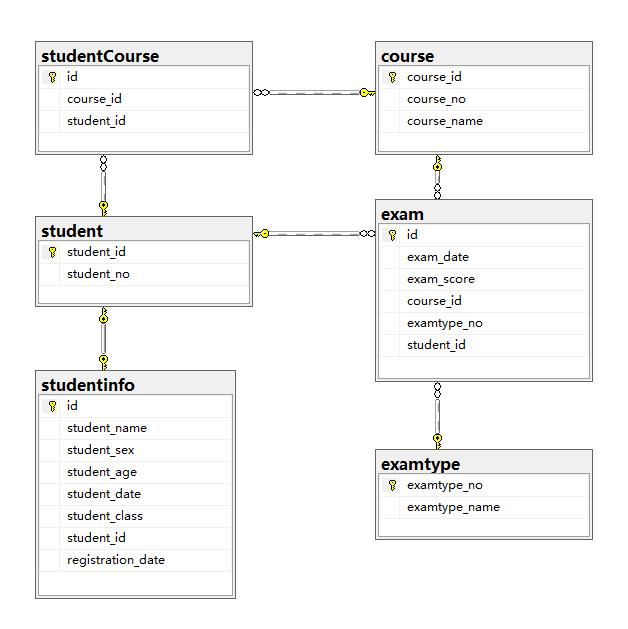 studentCourse
id
course_id
student_id
course
course_id
course_no
course_name
student
student_id
student_no
exam
id
exam_date
exam_score
course_id
examtype_no
student_id
studentinfo
id
student_name
student_sex
student_age
student_date
student_class
student_id
registration_date
examtype
examtype_no
examtype_name